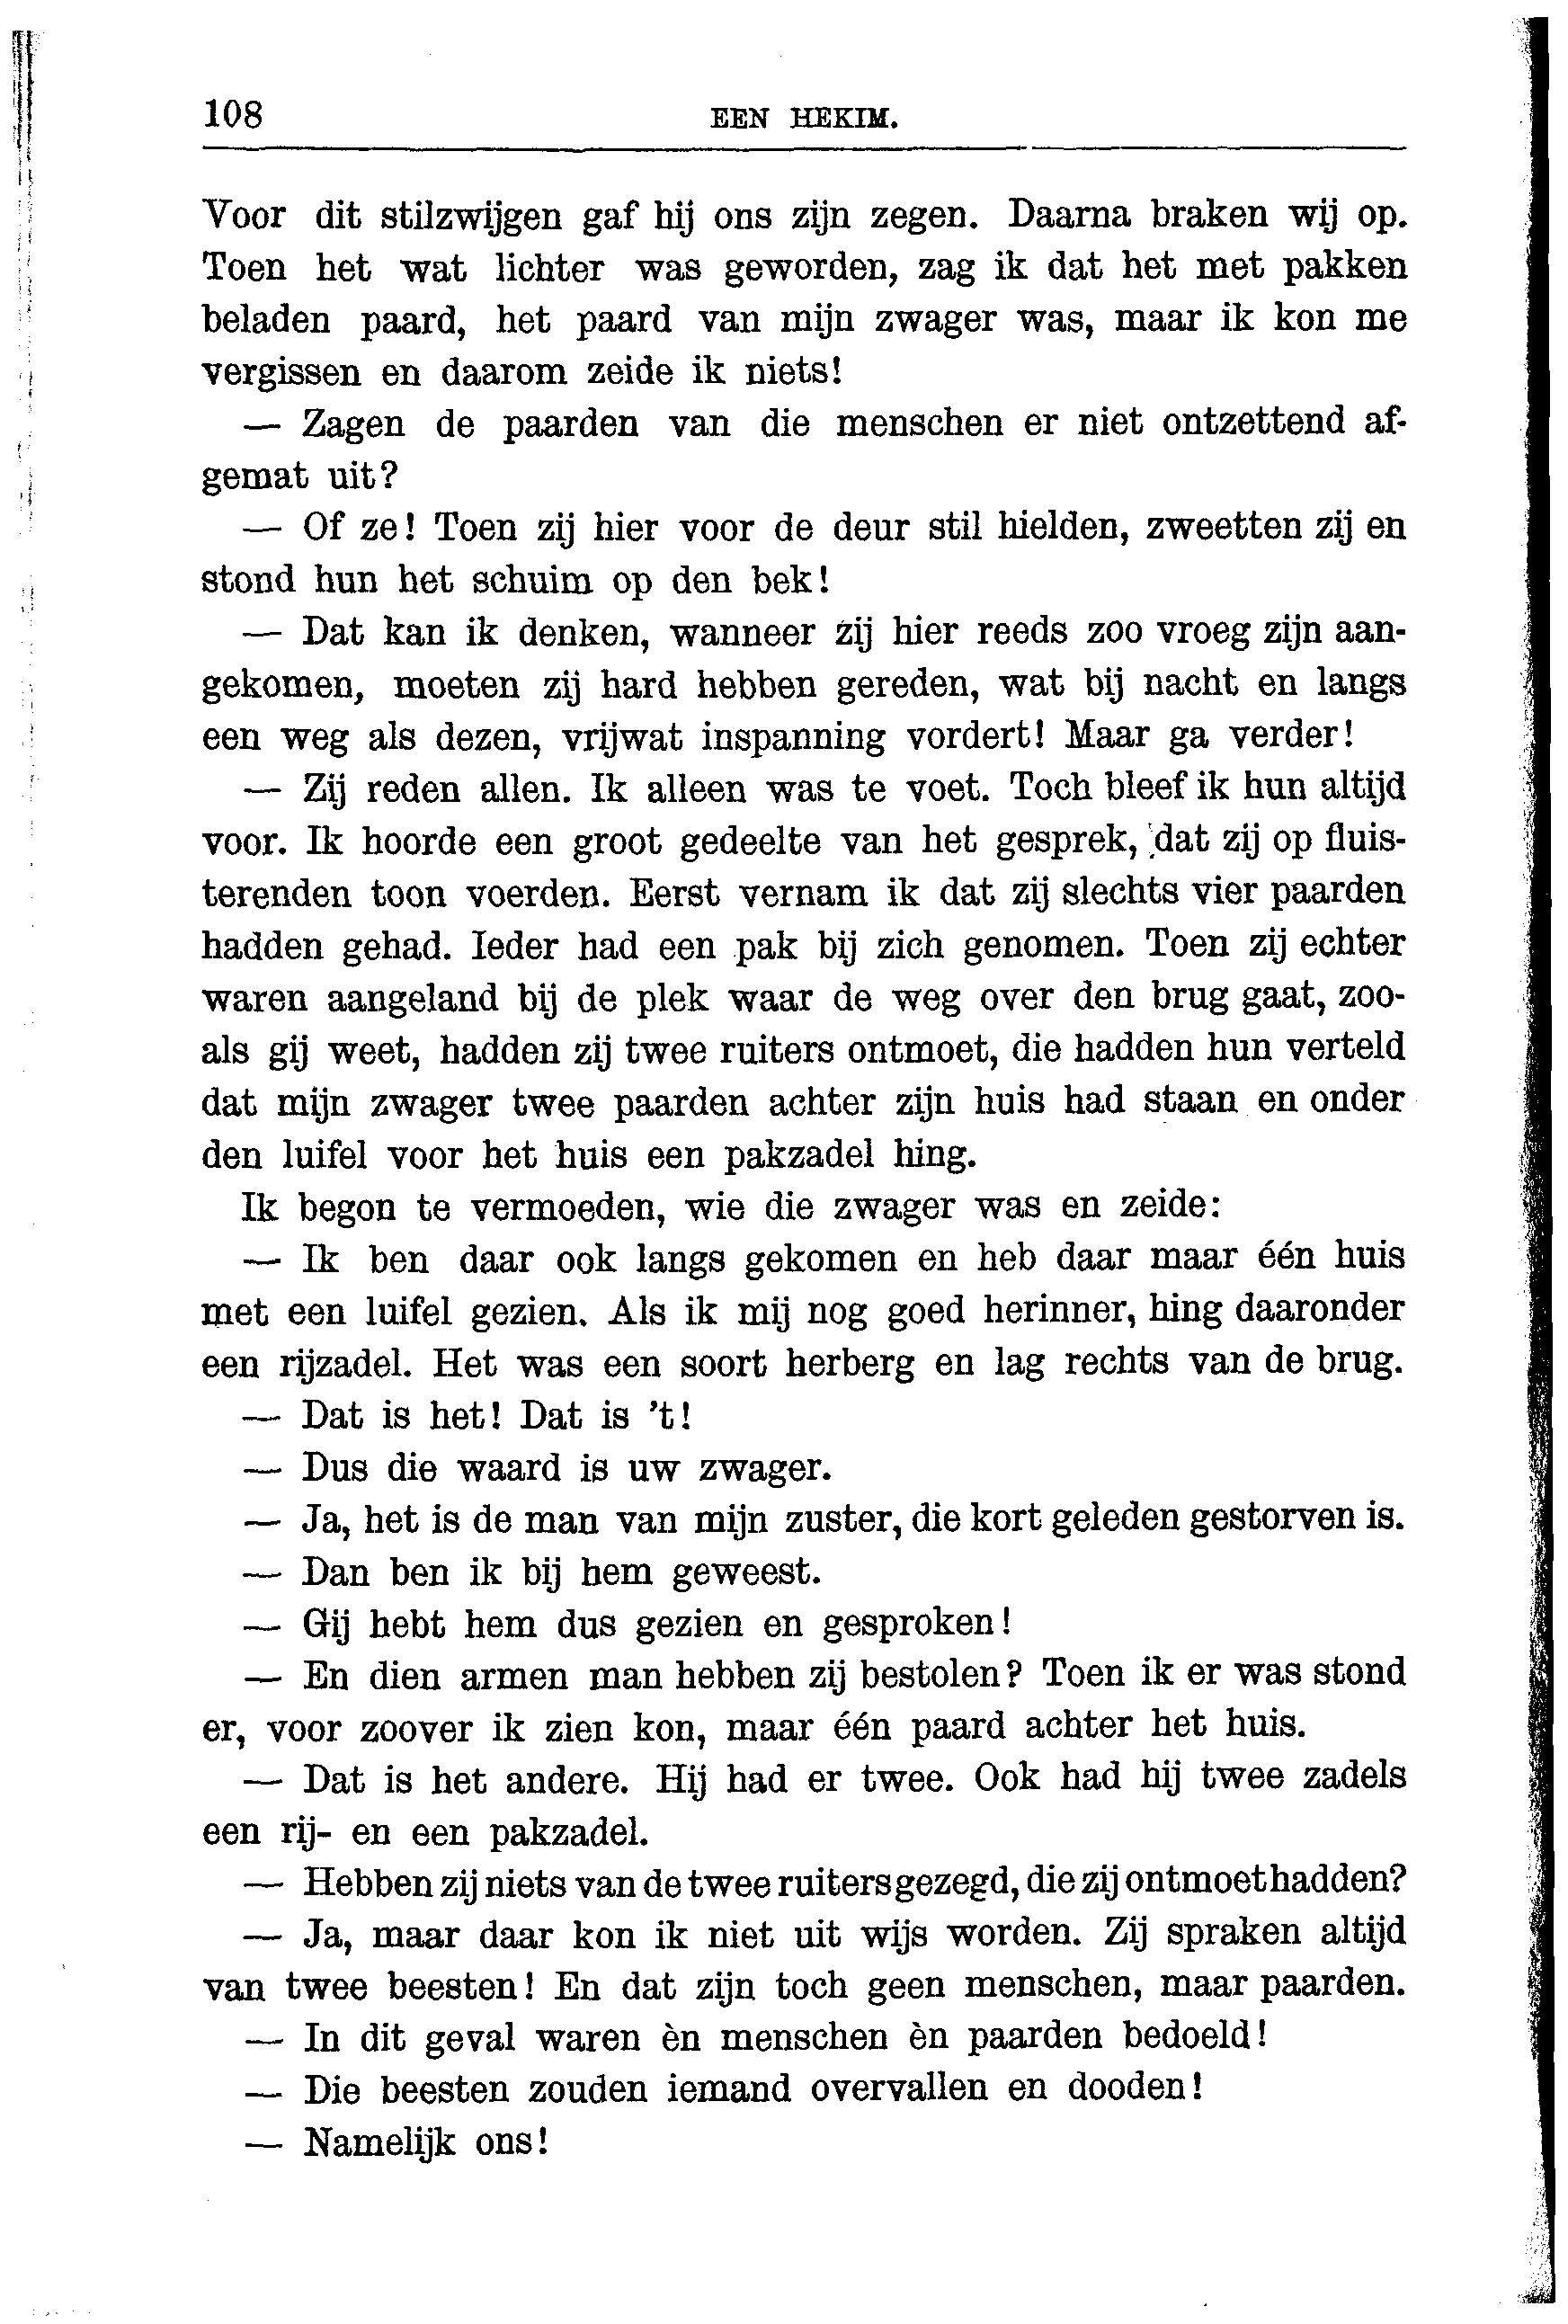 108 EEN HEKIM.
Voor dit stilzwijgen gaf hij ons zijn zegen. Daarna braken wij op.
Toen het wat lichter was geworden, zag ik dat het met pakken
beladen paard, het paard van mijn zwager was, maar ik kon me
vergissen en daarom zeide ik niets!
— Zagen de paarden van die menschen er niet ontzettend af-
gemat uit?
— Of ze! Toen zij hier voor de deur stil hielden, zweetten zij en
stond hun het schuim op den bek!
— Dat kan ik denken, wanneer zij hier reeds zoo vroeg zijn aan-
gekomen, moeten zij hard hebben gereden, wat bij nacht en langs
een weg als dezen, vrijwat inspanning vordert! Maar ga verder!
— Zij reden allen. Ik alleen was te voet. Toch bleef ik hun altijd
voor. Ik hoorde een groot gedeelte van het gesprek, dat zij op fluis-
terenden toon voerden. Eerst vernam ik dat zij slechts vier paarden
hadden gehad. Ieder had een pak bij zich genomen. Toen zij echter
waren aangeland bij de plek waar de weg over den brug gaat, zoo-
als gij weet, hadden zij twee ruiters ontmoet, die hadden hun verteld
dat mijn zwager twee paarden achter zijn huis had staan en onder
den luifel voor het huis een pakzadel hing.
Ik begon te vermoeden, wie die zwager was en zeide:
— Ik ben daar ook langs gekomen en heb daar maar één huis
met een luifel gezien. Als ik mij nog goed herinner, hing daaronder
een rijzadel. Het was een soort herberg en lag rechts van de brug.
— Dat is het! Dat is 't!
— Dus die waard is uw zwager.
— Ja, het is de man van mijn zuster, die kort geleden gestorven is.
— Dan ben ik bij hem geweest.
— Gij hebt hem dus gezien en gesproken!
— En dien armen man hebben zij bestolen? Toen ik er was stond
er, voor zoover ik zien kon, maar één paard achter het huis.
— Dat is het andere. Hij had er twee. Ook had hij twee zadels
een rij- en een pakzadel.
— Hebben zij niets van de twee ruiters gezegd, die zij ontmoet hadden?
— Ja, maar daar kon ik niet uit wijs worden. Zij spraken altijd
van twee beesten! En dat zijn toch geen menschen, maar paarden.
— In dit geval waren èn menschen èn paarden bedoeld!
— Die beesten zouden iemand overvallen en dooden!
— Namelijk ons!